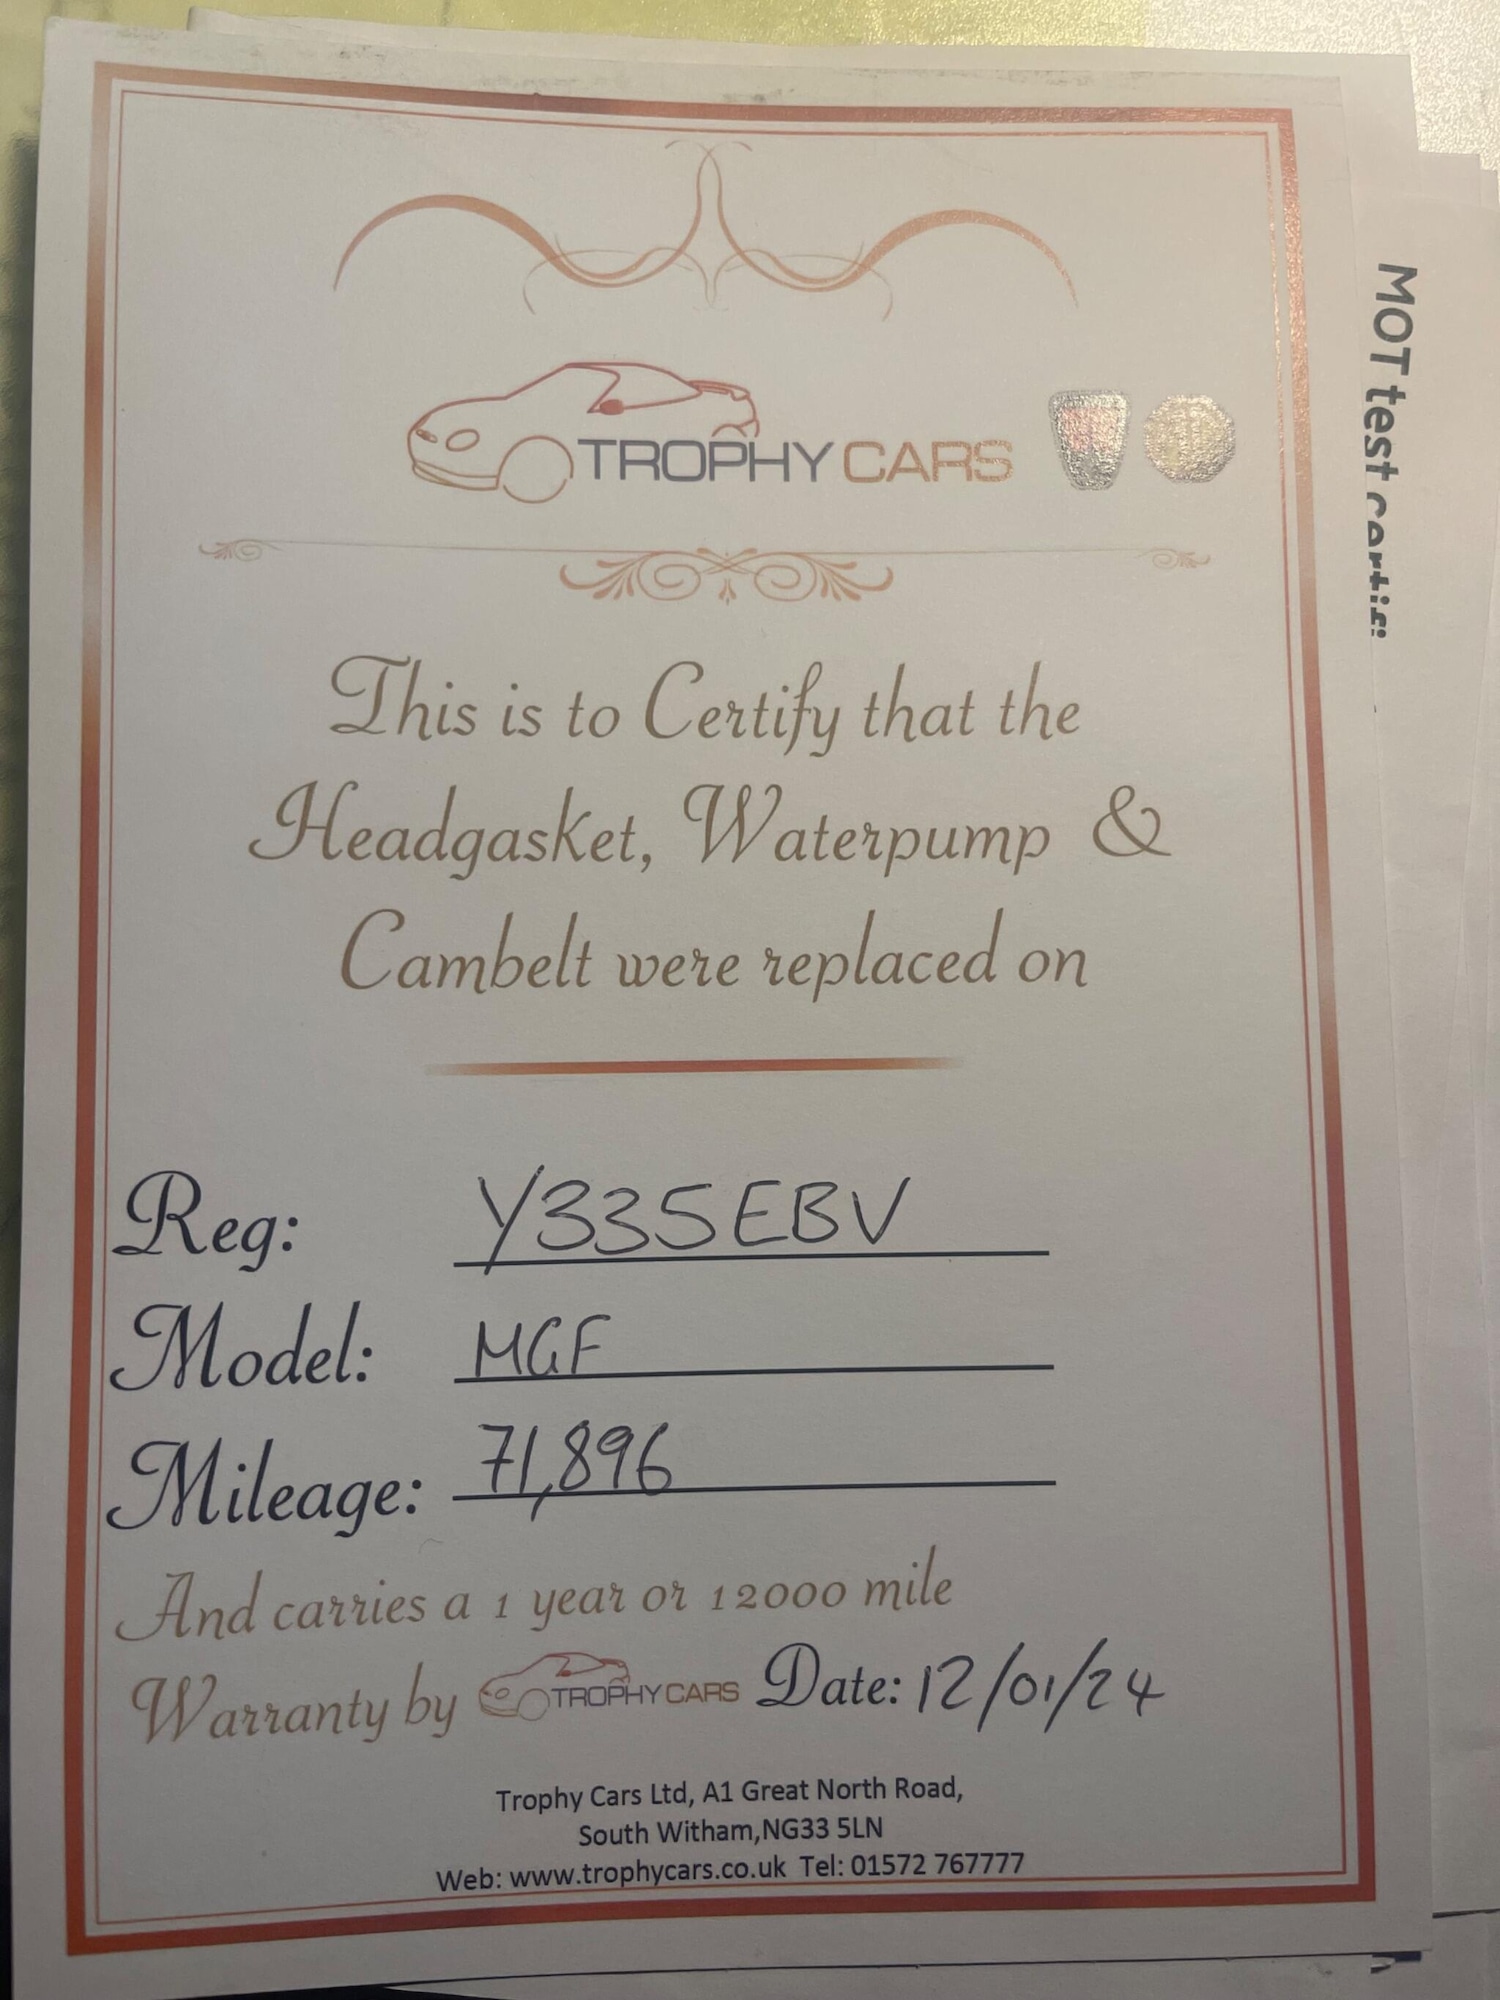 TROPHY CARS
This is to Certify that the
Headgasket, Waterpump &
Cambelt were replaced on
Reg: Y335EBV
Model: MGF
Mileage: 71,896
And carries a 1 year or 12000 mile
Warranty by TROPHY CARS Date: 12/01/24
Trophy Cars Ltd, A1 Great North Road,
South Witham,NG33 5LN
Web: www.trophycars.co.uk Tel: 01572 767777
MOT test